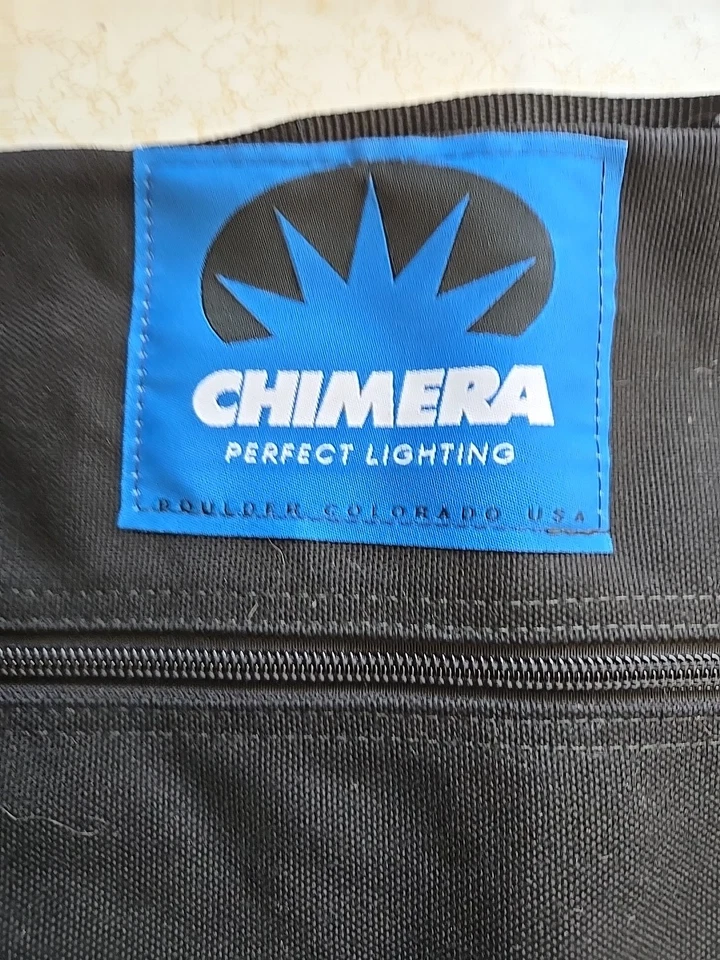 CHIMERA
PERFECT LIGHTING
BOULDER COLORADO USA